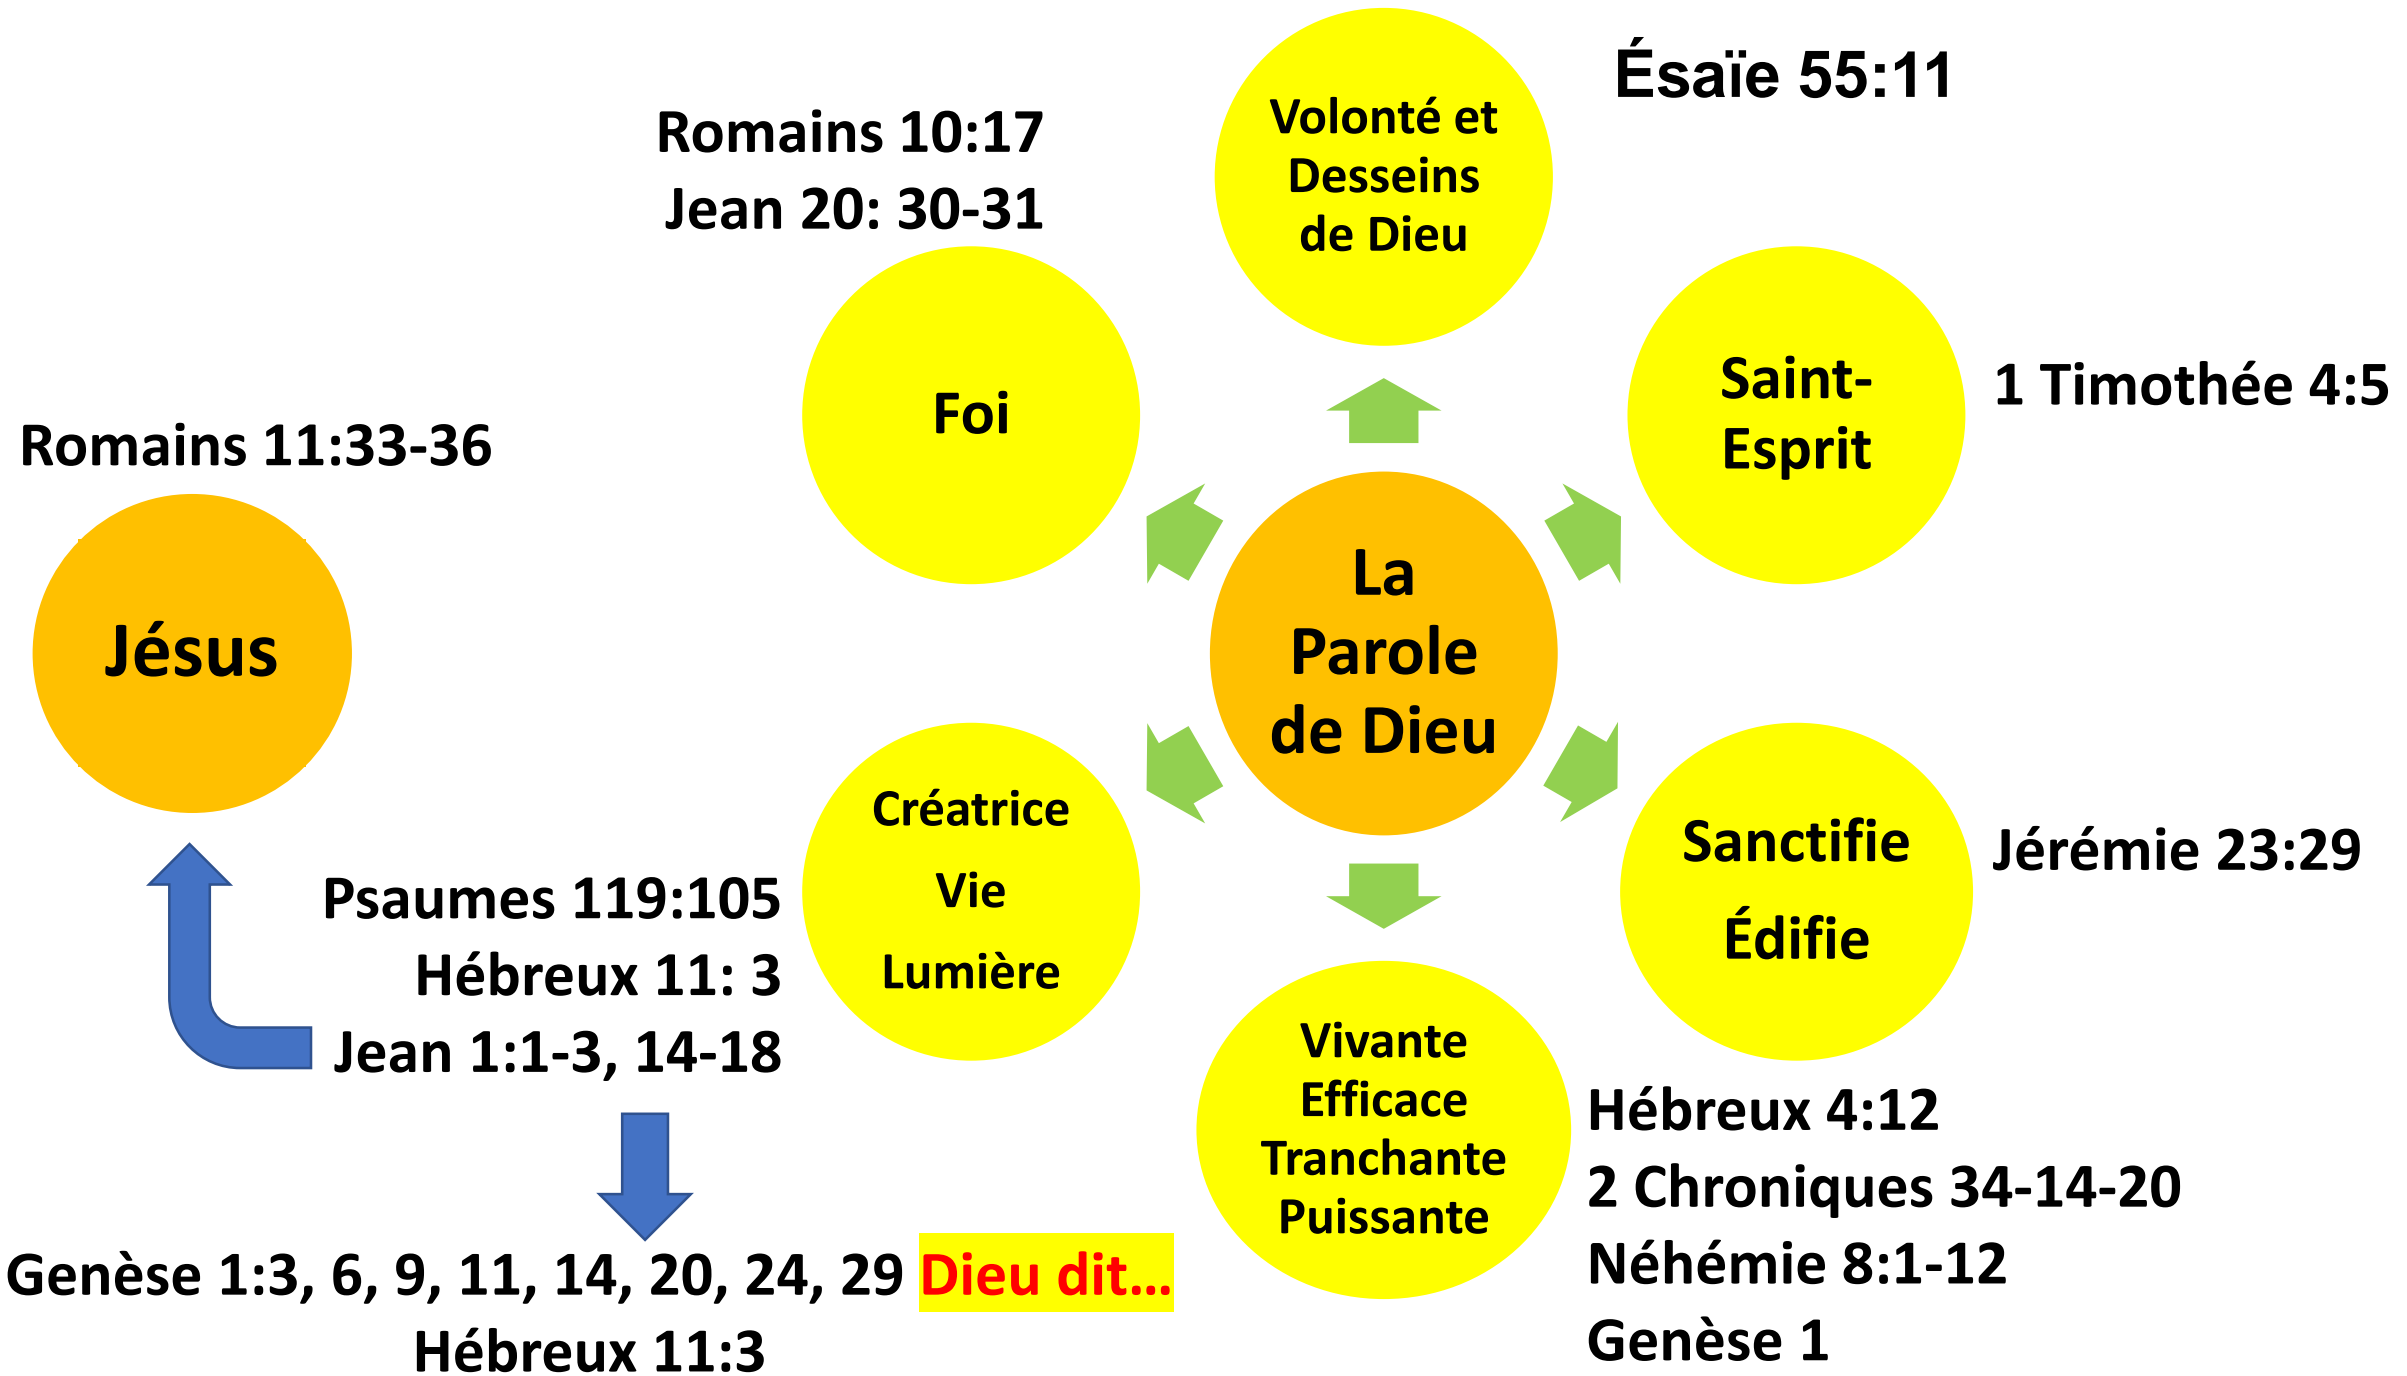 Ésaïe 55:11
Volonté et
Desseins
de Dieu
Romains 10:17
Jean 20: 30-31
Foi
Saint-
Esprit
1 Timothée 4:5
Romains 11:33-36
Jésus
La
Parole
de Dieu
Créatrice
Vie
Lumière
Sanctifie
Édifie
Jérémie 23:29
Psaumes 119:105
Hébreux 11: 3
Jean 1:1-3, 14-18
Vivante
Efficace
Tranchante
Puissante
Hébreux 4:12
2 Chroniques 34-14-20
Néhémie 8:1-12
Genèse 1
Genèse 1:3, 6, 9, 11, 14, 20, 24, 29 Dieu dit...
Hébreux 11:3